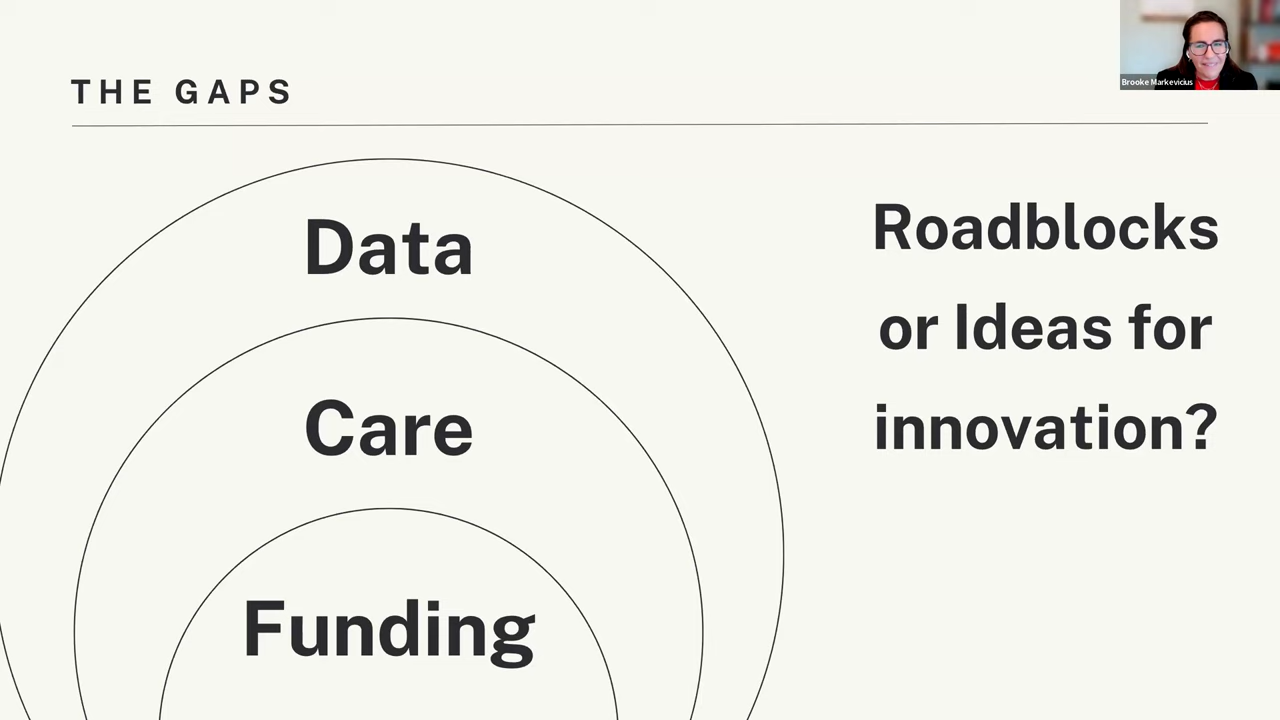 THE GAPS
Brooke Markevicius
Data
Care
Funding
Roadblocks
or Ideas for
innovation?